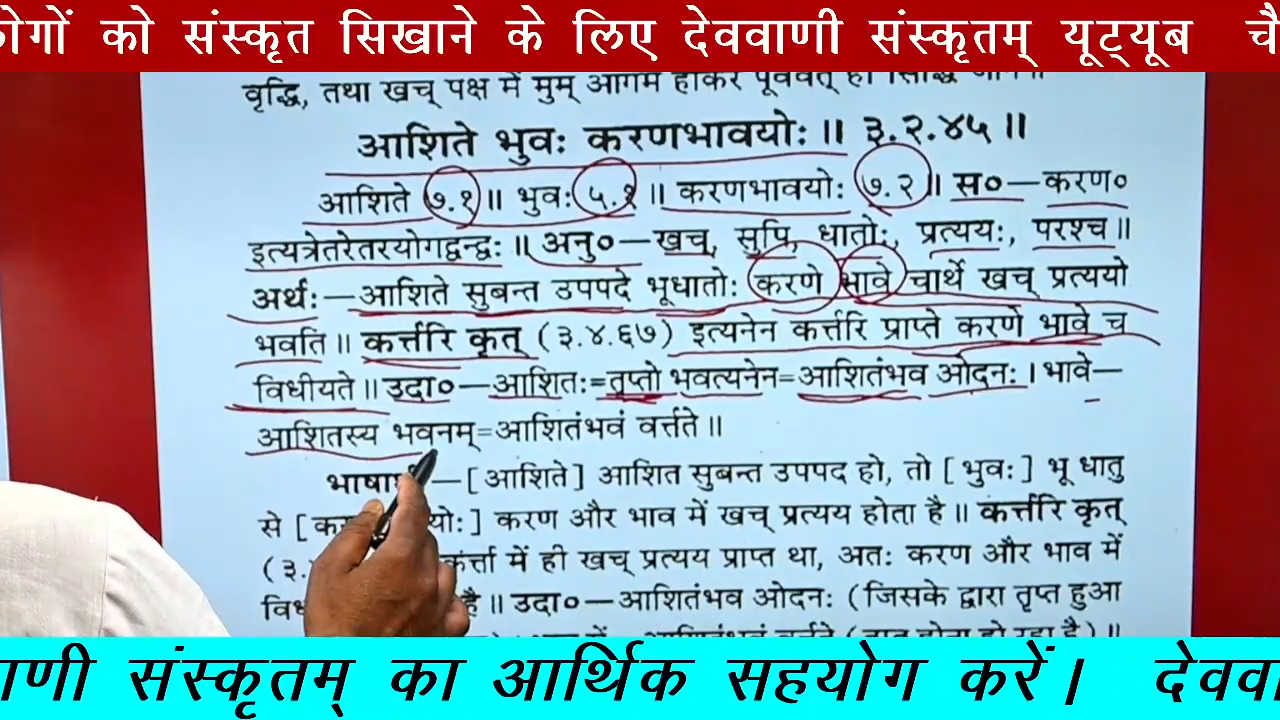 को संस्कृत सिखाने के लिए देववाणी संस्कृतम् यूट्यूब
वृद्धि, तथा खच् पक्ष में मुम् आगम होकर पूर्ववत् ही
आशिते भुवः करणभावयोः ॥ ३.२.४५ ॥
आशिते ७.१ ॥ भुवः ५.१ ॥ करणभावयोः ७.२ ॥ स०—करण०
इत्यत्रेतरेतरयोगद्वन्द्वः ॥ अनु०—खच्, सुपि, धातोः, प्रत्ययः, परश्च ॥
अर्थः—आशिते सुबन्त उपपदे भूधातोः करणे भावे चार्थे खच् प्रत्ययो
भवति ॥ कर्त्तरि कृत् (३.४.६७) इत्यनेन कर्त्तरि प्राप्ते करणे भावे च
विधीयते ॥ उदा०—आशितः=तृप्तो भवत्यनेन=आशितंभव ओदनः । भावे—
आशितस्य भवनम्=आशितंभवं वर्त्तते ॥
—[आशिते] आशित सुबन्त उपपद हो, तो [भुवः] भू धातु
से करण और भाव में खच् प्रत्यय होता है ॥ कर्त्तरि कृत्
में ही खच् प्रत्यय प्राप्त था, अतः करण और भाव में
है ॥ उदा०—आशितंभव ओदनः (जिसके द्वारा तृप्त हुआ
संस्कृतम् का आर्थिक सहयोग करें।